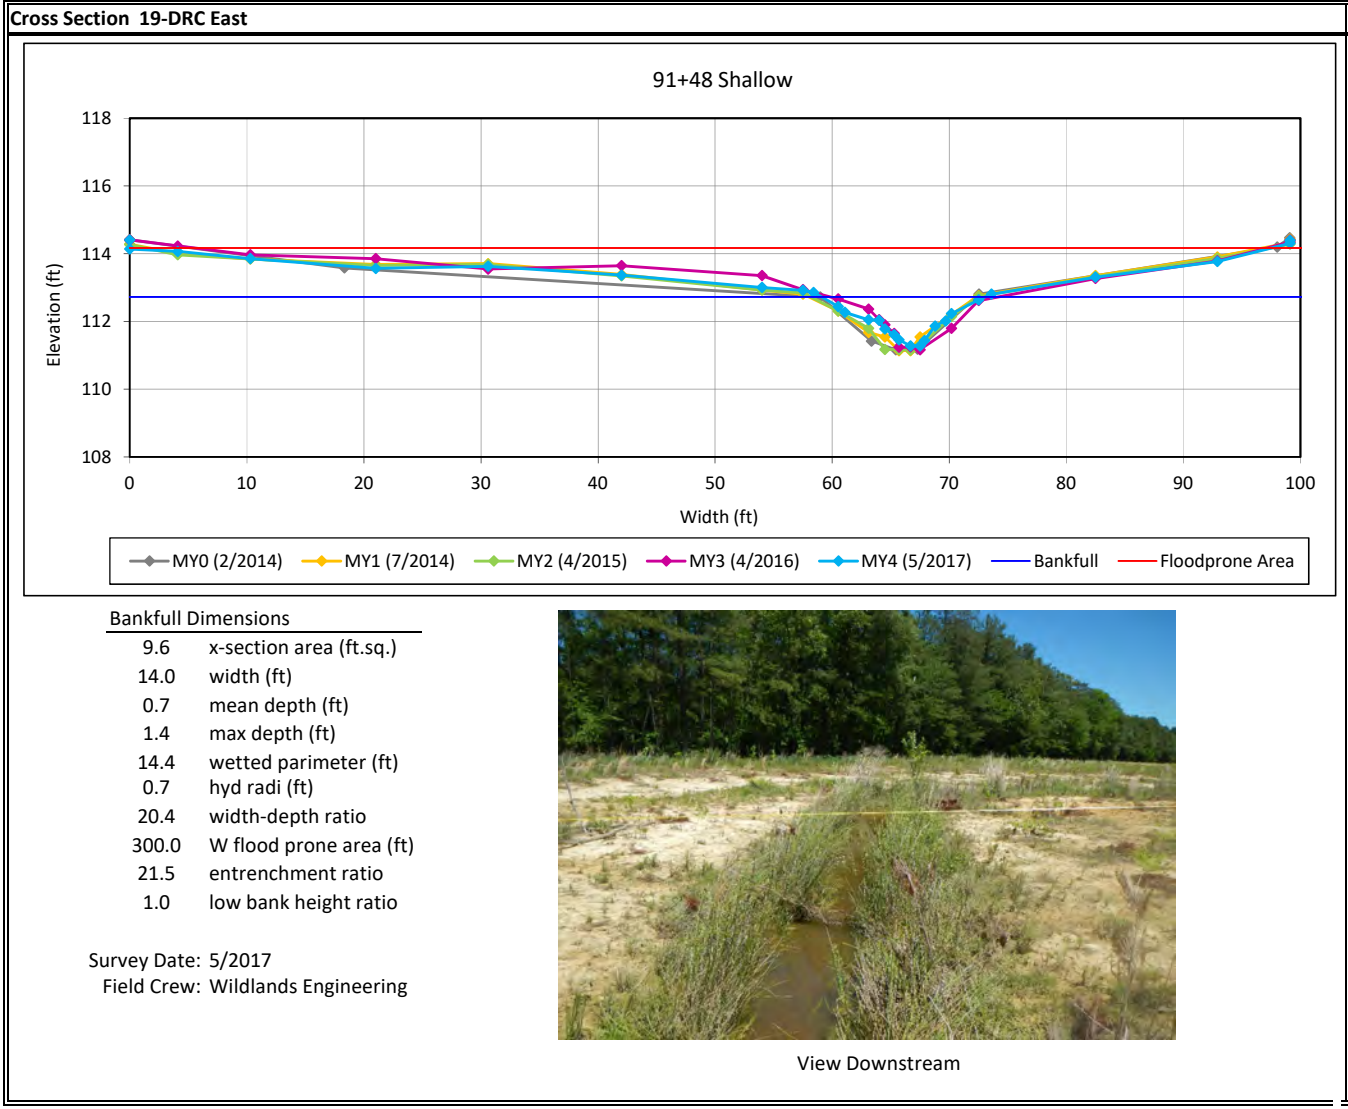 Cross Section 19-DRC East
91+48 Shallow
118
116
114
112
110
108
Elevation (ft)
0 10 20 30 40 50 60 70 80 90 100
Width (ft)
MY0 (2/2014) MY1 (7/2014) MY2 (4/2015) MY3 (4/2016) MY4 (5/2017) Bankfull Floodprone Area
Bankfull Dimensions
9.6 x-section area (ft.sq.)
14.0 width (ft)
0.7 mean depth (ft)
1.4 max depth (ft)
14.4 wetted parimeter (ft)
0.7 hyd radi (ft)
20.4 width-depth ratio
300.0 W flood prone area (ft)
21.5 entrenchment ratio
1.0 low bank height ratio
Survey Date: 5/2017
Field Crew: Wildlands Engineering
View Downstream